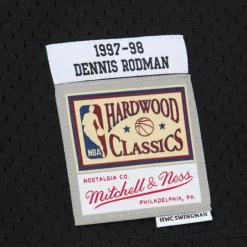 1997-98
DENNIS RODMAN
HARDWOOD
NBA
CLASSICS
NOSTALGIA CO.
Mitchell & Ness
PHILADELPHIA, PA.
HWC SWINGMAN